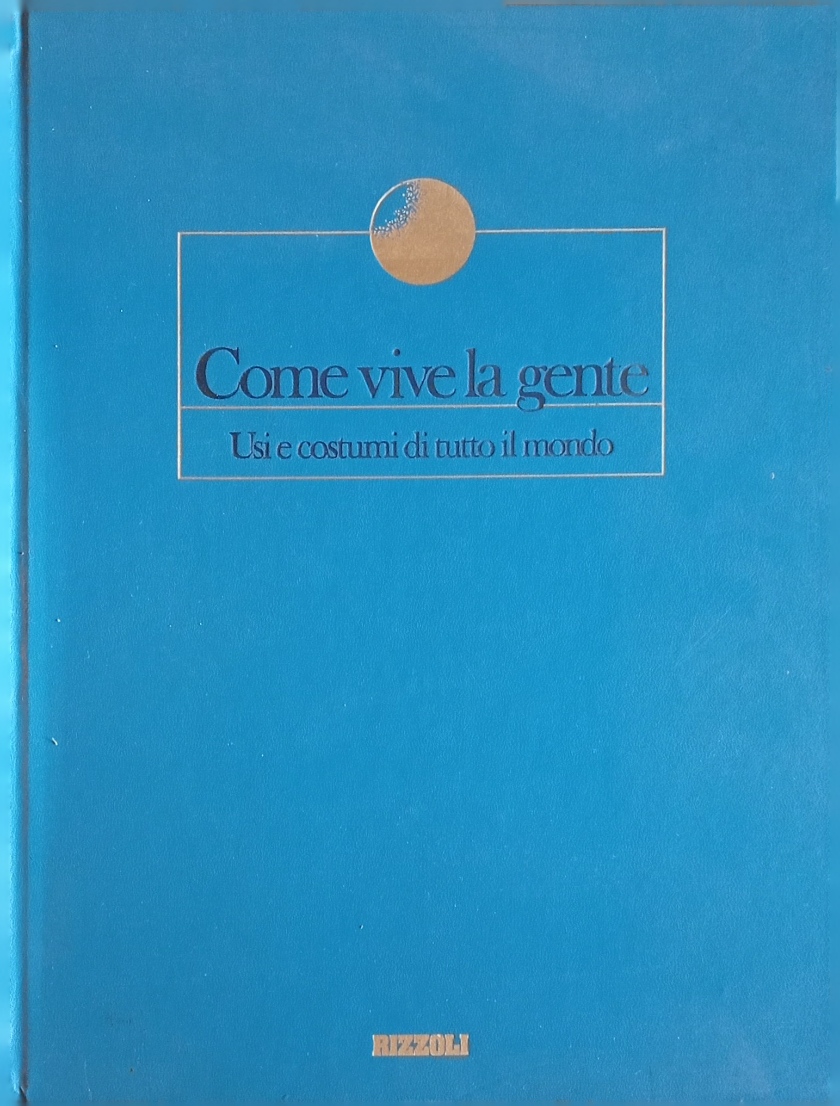 Come vive la gente
Usi e costumi di tutto il mondo
RIZZOLI